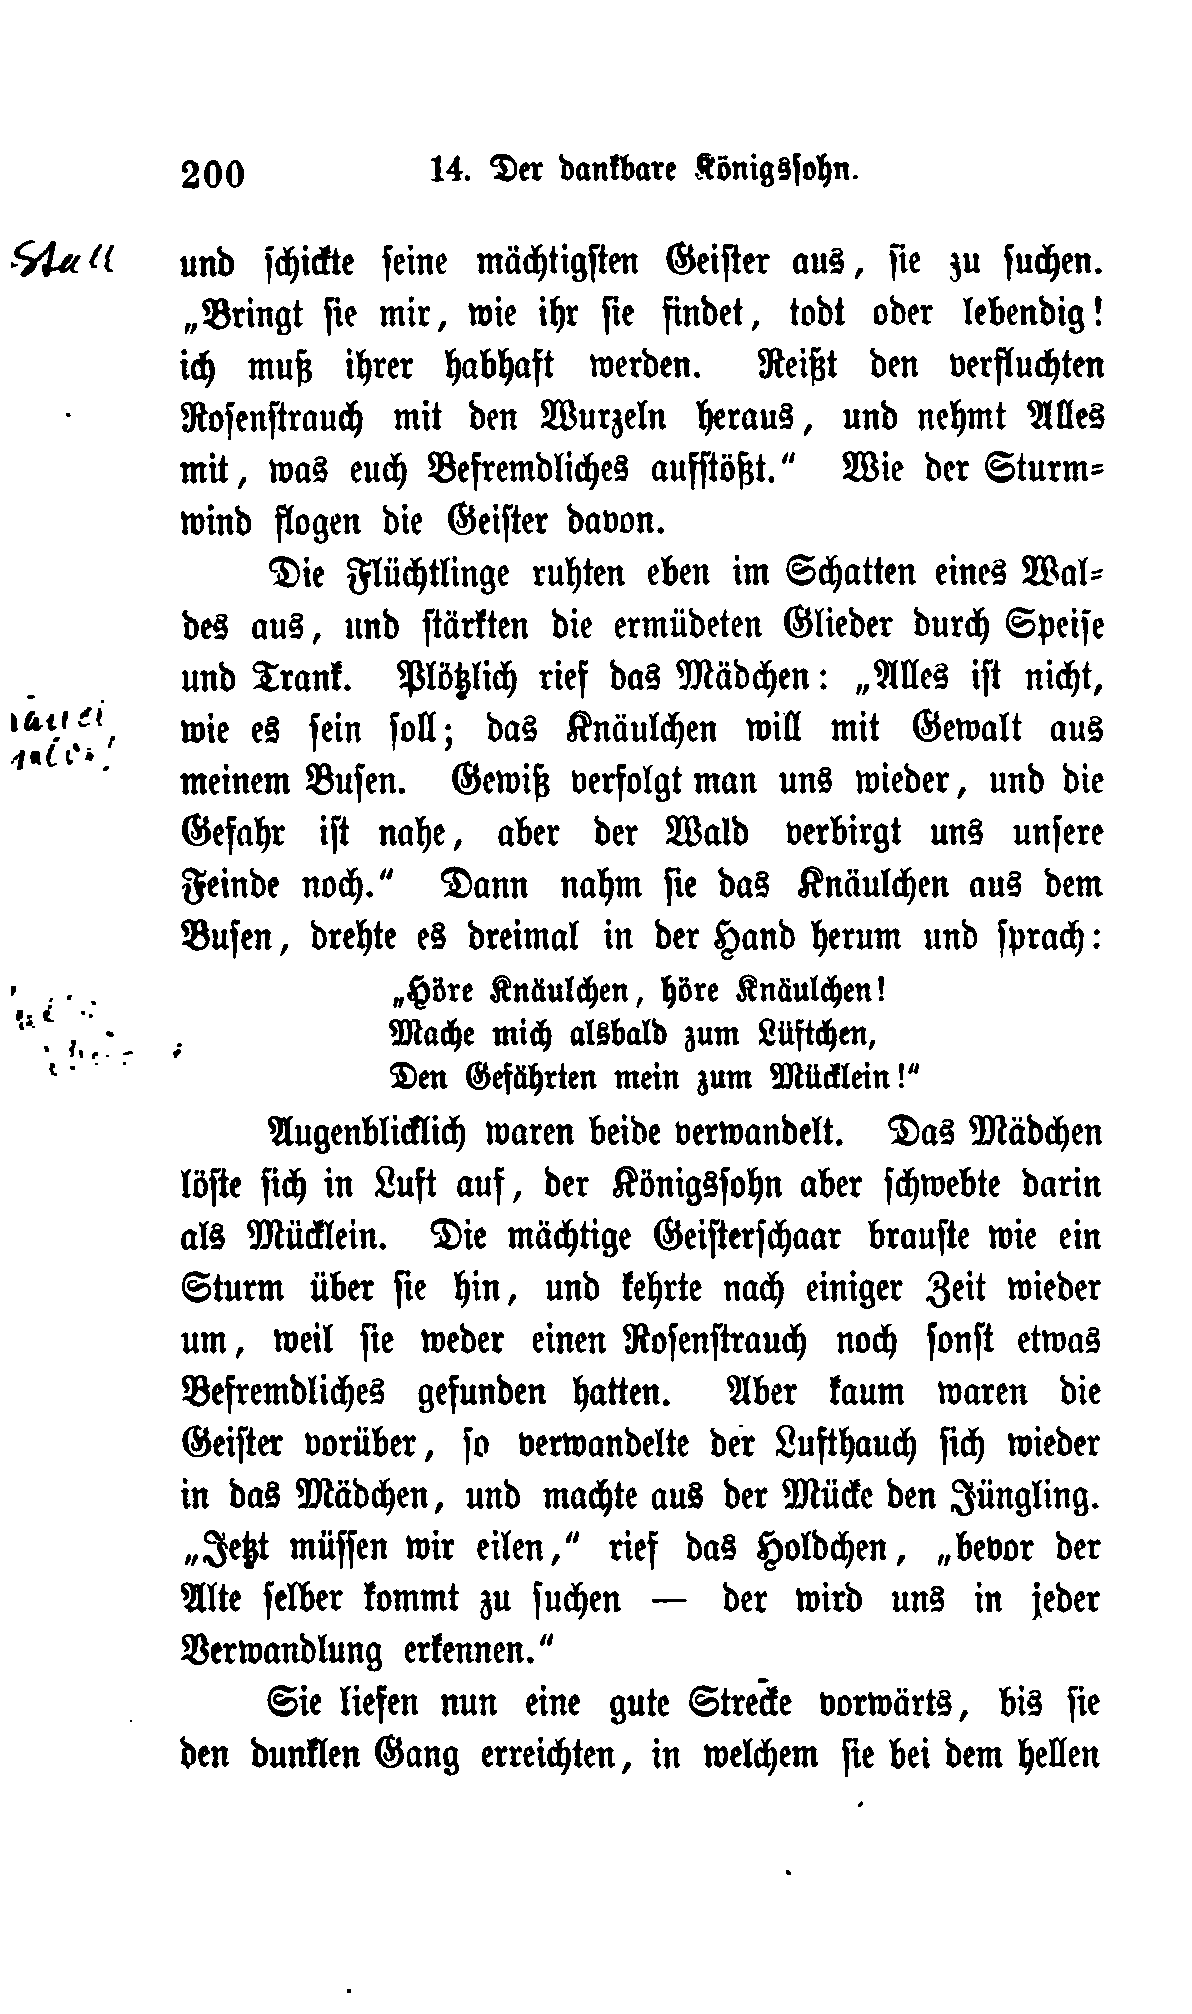 200 14. Der dankbare Königssohn.
Stall
und schickte seine mächtigsten Geister aus, sie zu suchen.
„Bringt sie mir, wie ihr sie findet, todt oder lebendig!
ich muß ihrer habhaft werden. Reißt den verfluchten
Rosenstrauch mit den Wurzeln heraus, und nehmt Alles
mit, was euch Befremdliches aufstößt.“ Wie der Sturm⸗
wind flogen die Geister davon.
Die Flüchtlinge ruhten eben im Schatten eines Wal⸗
des aus, und stärkten die ermüdeten Glieder durch Speise
und Trank. Plötzlich rief das Mädchen: „Alles ist nicht,
wie es sein soll; das Knäulchen will mit Gewalt aus
meinem Busen. Gewiß verfolgt man uns wieder, und die
Gefahr ist nahe, aber der Wald verbirgt uns unsere
Feinde noch.“ Dann nahm sie das Knäulchen aus dem
Busen, drehte es dreimal in der Hand herum und sprach:
„Höre Knäulchen, höre Knäulchen!
Mache mich alsbald zum Lüftchen,
Den Gefährten mein zum Mücklein!“
Augenblicklich waren beide verwandelt. Das Mädchen
löste sich in Luft auf, der Königssohn aber schwebte darin
als Mücklein. Die mächtige Geisterschaar brauste wie ein
Sturm über sie hin, und kehrte nach einiger Zeit wieder
um, weil sie weder einen Rosenstrauch noch sonst etwas
Befremdliches gefunden hatten. Aber kaum waren die
Geister vorüber, so verwandelte der Lufthauch sich wieder
in das Mädchen, und machte aus der Mücke den Jüngling.
„Jetzt müssen wir eilen,“ rief das Holdchen, „bevor der
Alte selber kommt zu suchen — der wird uns in jeder
Verwandlung erkennen.“
Sie liefen nun eine gute Strecke vorwärts, bis sie
den dunklen Gang erreichten, in welchem sie bei dem hellen